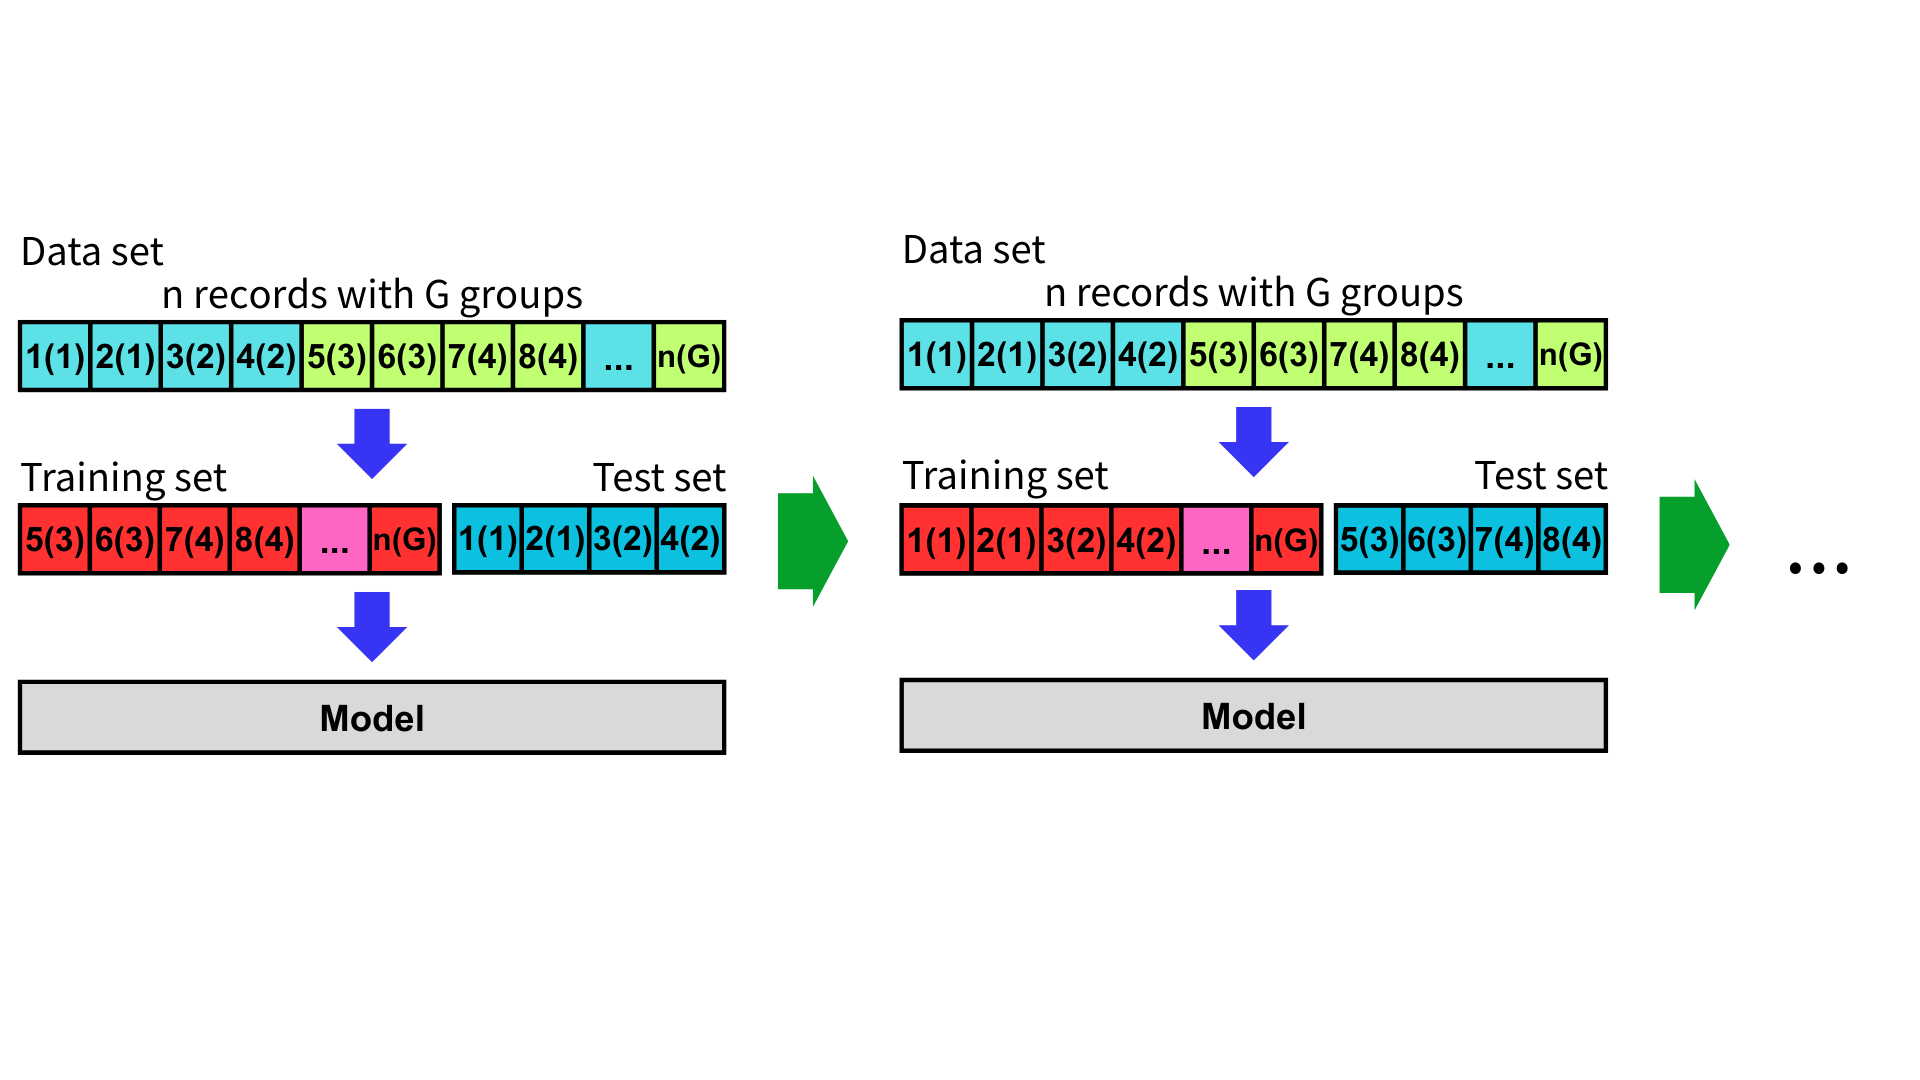 Data set
n records with G groups
1(1) 2(1) 3(2) 4(2) 5(3) 6(3) 7(4) 8(4) ... n(G)
Training set Test set
5(3) 6(3) 7(4) 8(4) ... n(G) 1(1) 2(1) 3(2) 4(2)
Model
Data set
n records with G groups
1(1) 2(1) 3(2) 4(2) 5(3) 6(3) 7(4) 8(4) ... n(G)
Training set Test set
1(1) 2(1) 3(2) 4(2) ... n(G) 5(3) 6(3) 7(4) 8(4)
Model
...